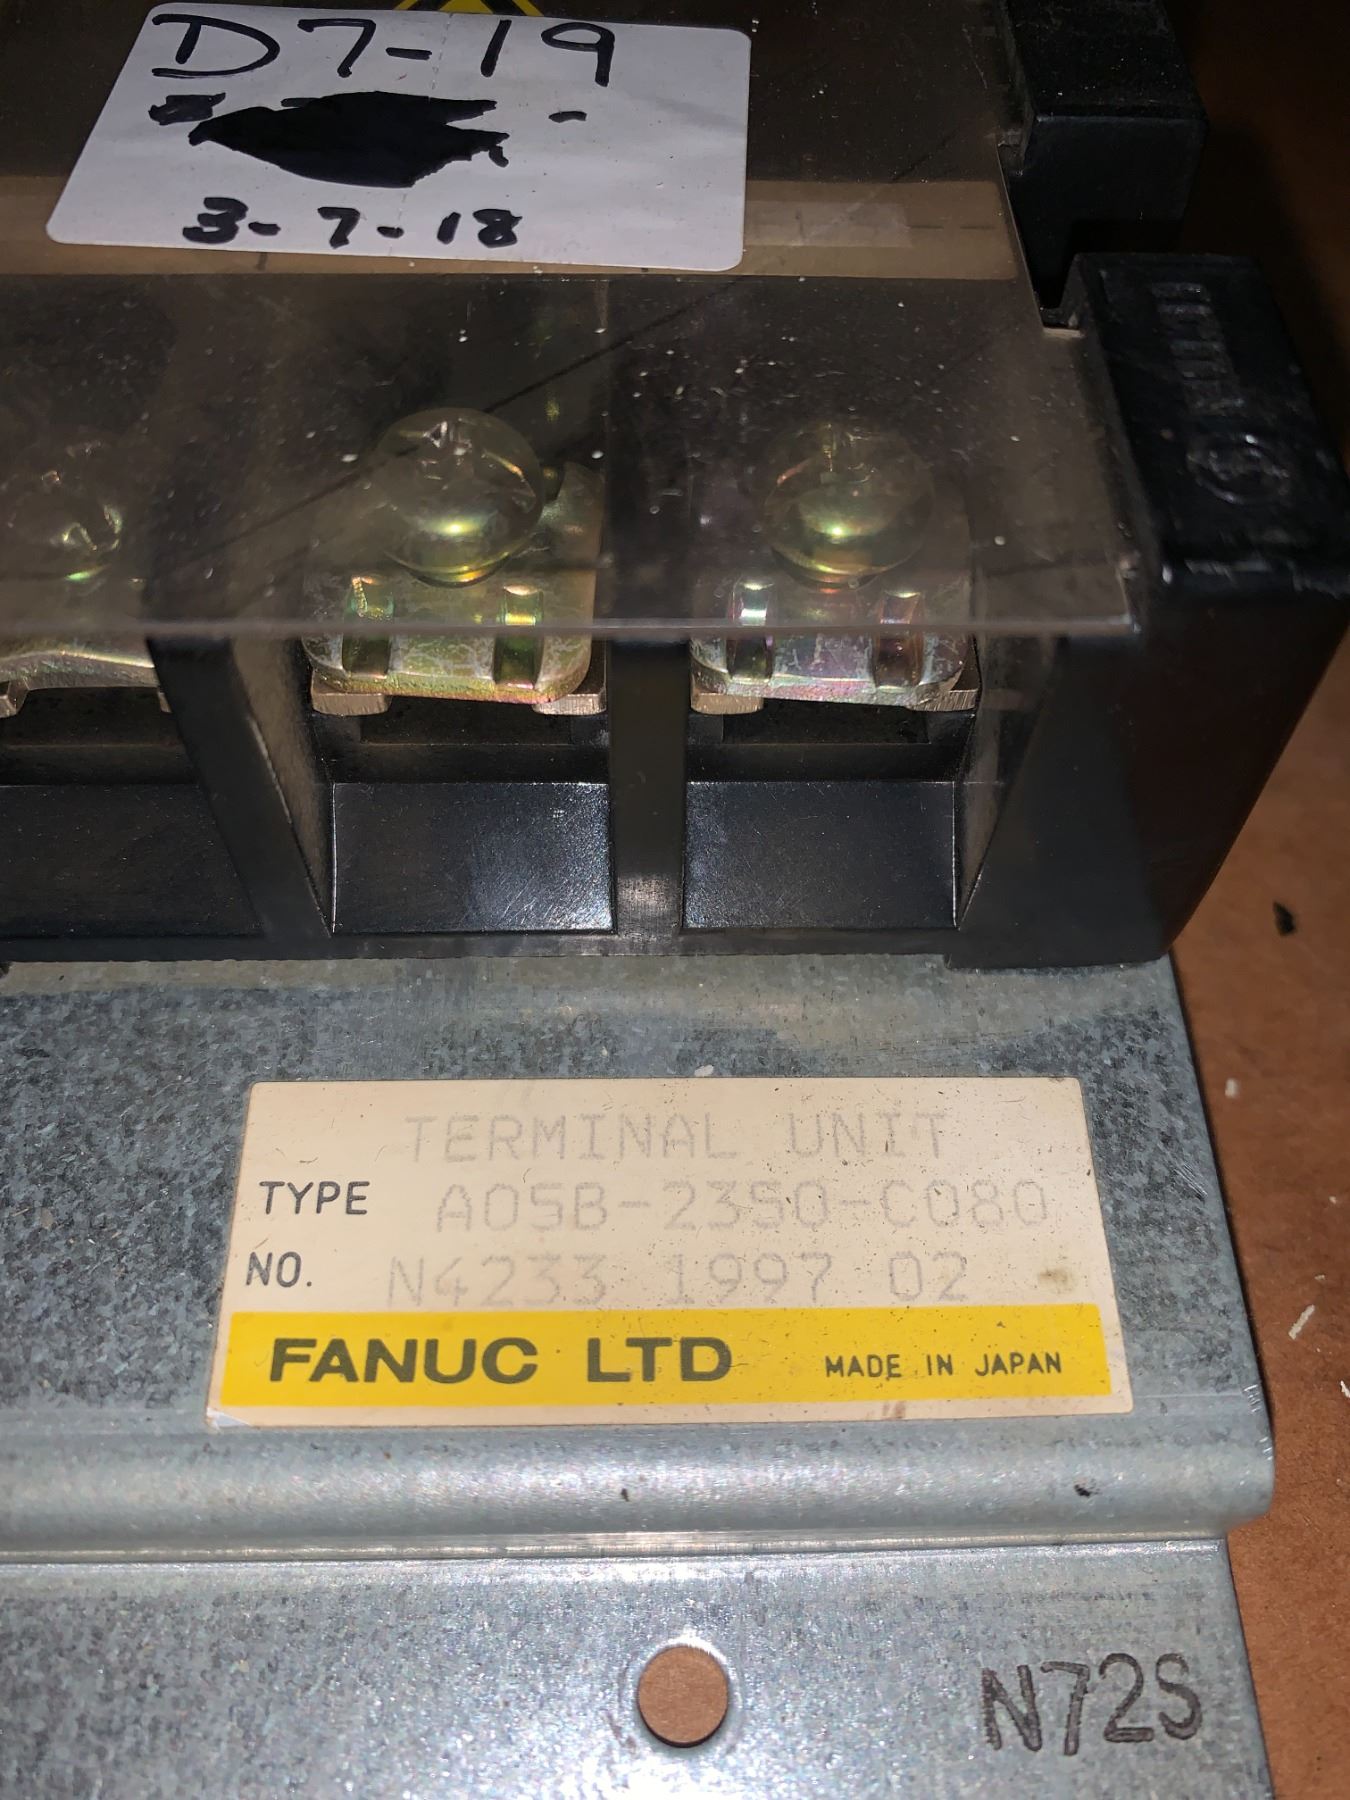 D7-19
3-7-18
TERMINAL UNIT
TYPE A05B-2350-C080
NO. N4233 1997 02
FANUC LTD MADE IN JAPAN
N72S